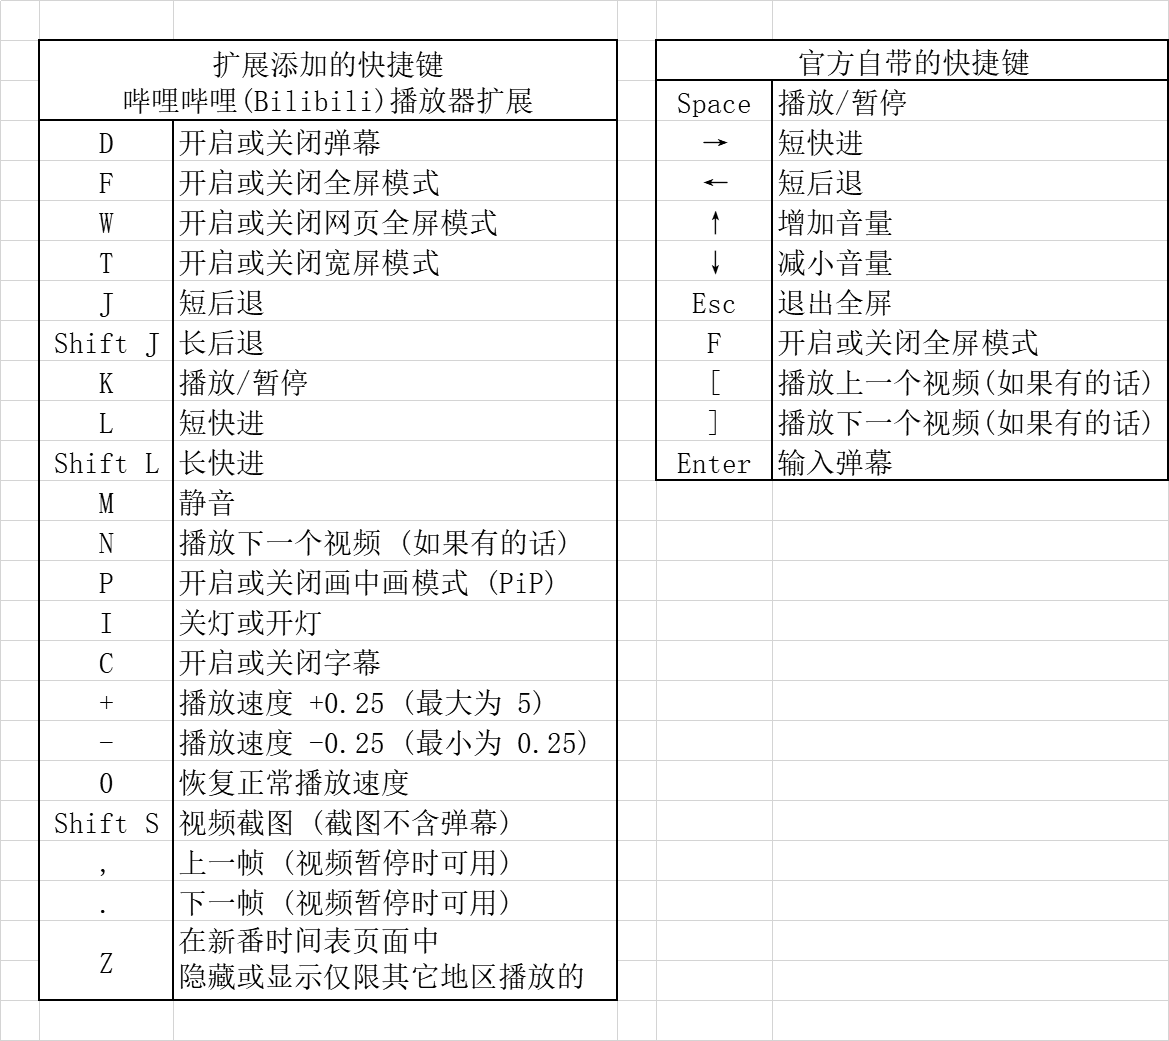 扩展添加的快捷键
哔哩哔哩(Bilibili)播放器扩展
D 开启或关闭弹幕
F 开启或关闭全屏模式
W 开启或关闭网页全屏模式
T 开启或关闭宽屏模式
J 短后退
Shift J 长后退
K 播放/暂停
L 短快进
Shift L 长快进
M 静音
N 播放下一个视频 (如果有的话)
P 开启或关闭画中画模式 (PiP)
I 关灯或开灯
C 开启或关闭字幕
+ 播放速度 +0.25 (最大为 5)
- 播放速度 -0.25 (最小为 0.25)
0 恢复正常播放速度
Shift S 视频截图 (截图不含弹幕)
, 上一帧 (视频暂停时可用)
. 下一帧 (视频暂停时可用)
Z 在新番时间表页面中
隐藏或显示仅限其它地区播放的
官方自带的快捷键
Space 播放/暂停
→ 短快进
← 短后退
↑ 增加音量
↓ 减小音量
Esc 退出全屏
F 开启或关闭全屏模式
[ 播放上一个视频(如果有的话)
] 播放下一个视频(如果有的话)
Enter 输入弹幕